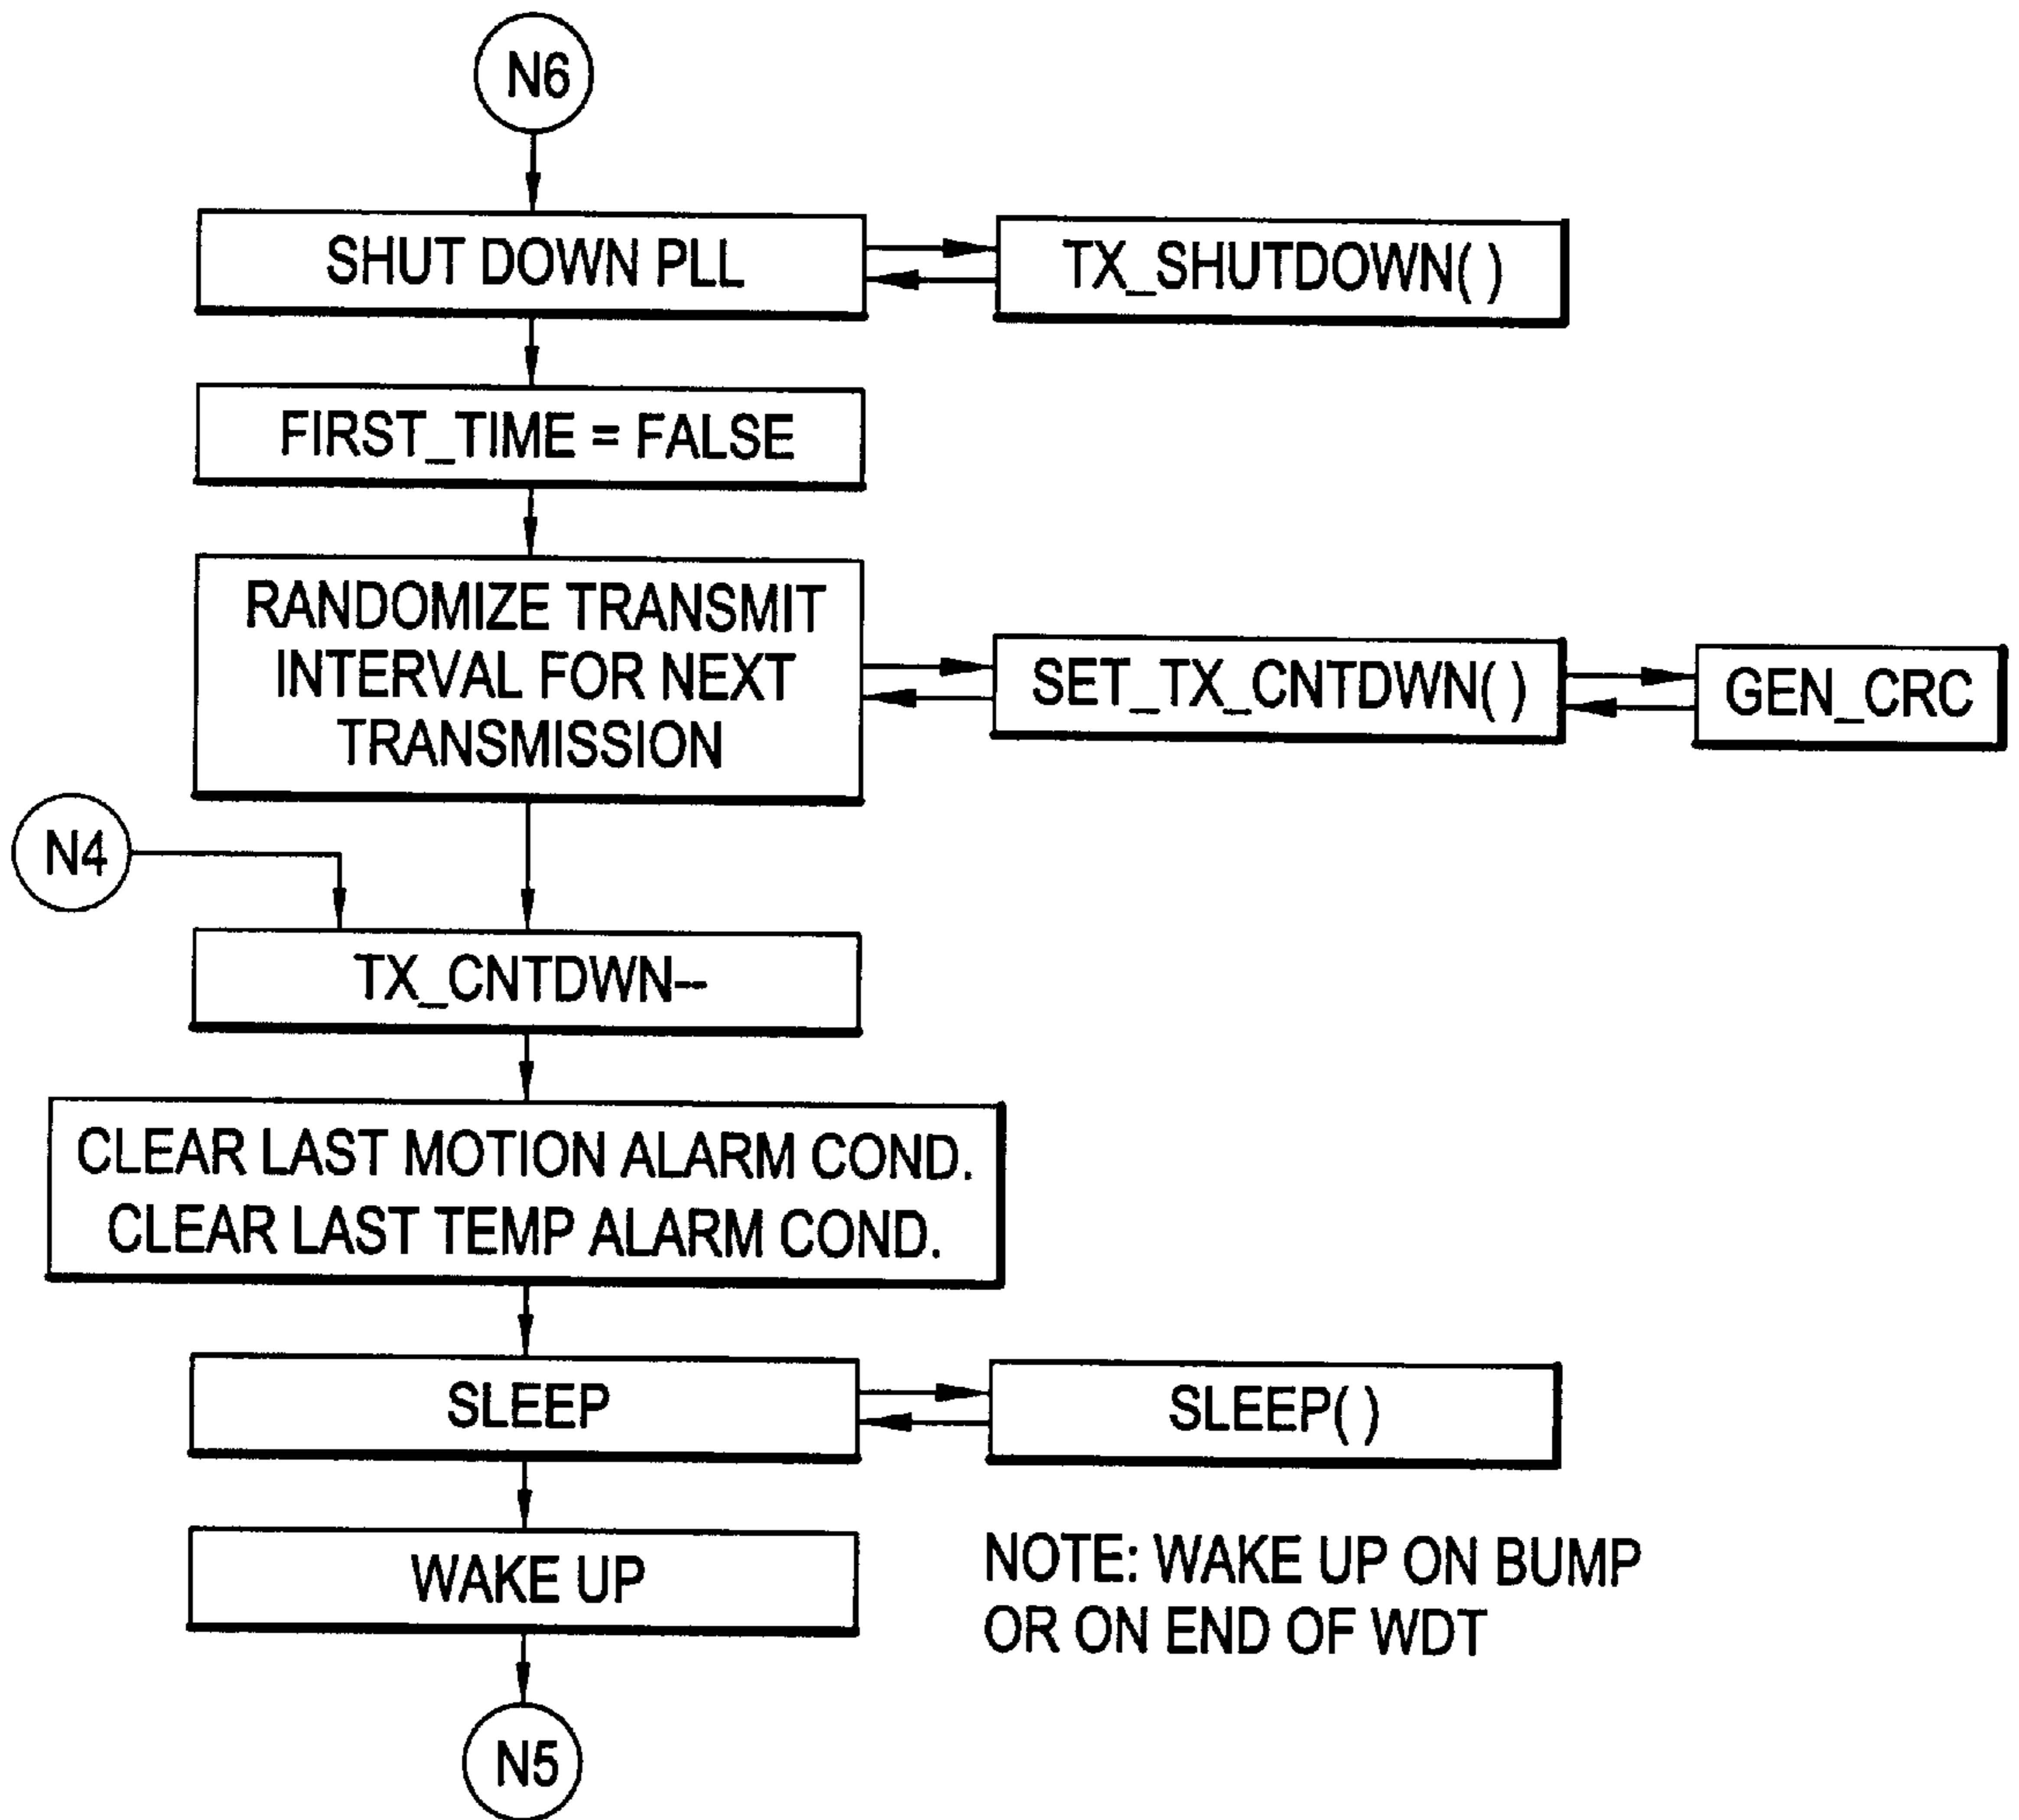 N6
SHUT DOWN PLL
TX_SHUTDOWN( )
FIRST_TIME = FALSE
RANDOMIZE TRANSMIT
INTERVAL FOR NEXT
TRANSMISSION
SET_TX_CNTDWN( )
GEN_CRC
N4
TX_CNTDWN--
CLEAR LAST MOTION ALARM COND.
CLEAR LAST TEMP ALARM COND.
SLEEP
SLEEP( )
WAKE UP
NOTE: WAKE UP ON BUMP
OR ON END OF WDT
N5